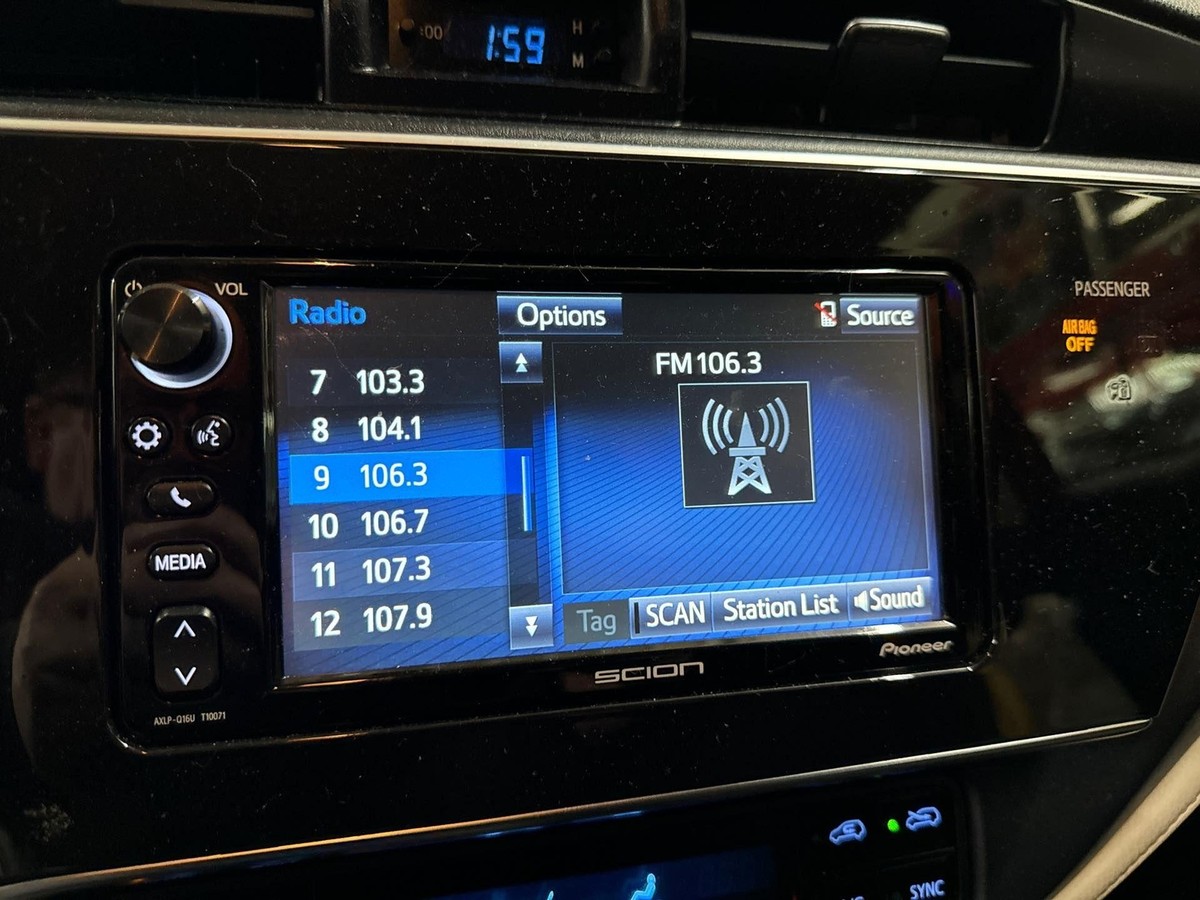 :00
1:59
H
M
VOL
Radio
Options
Source
7 103.3
8 104.1
9 106.3
10 106.7
11 107.3
12 107.9
FM 106.3
Tag
SCAN
Station List
Sound
MEDIA
AXLP-Q16U T10071
SCION
Pioneer
PASSENGER
AIR BAG
OFF
SYNC